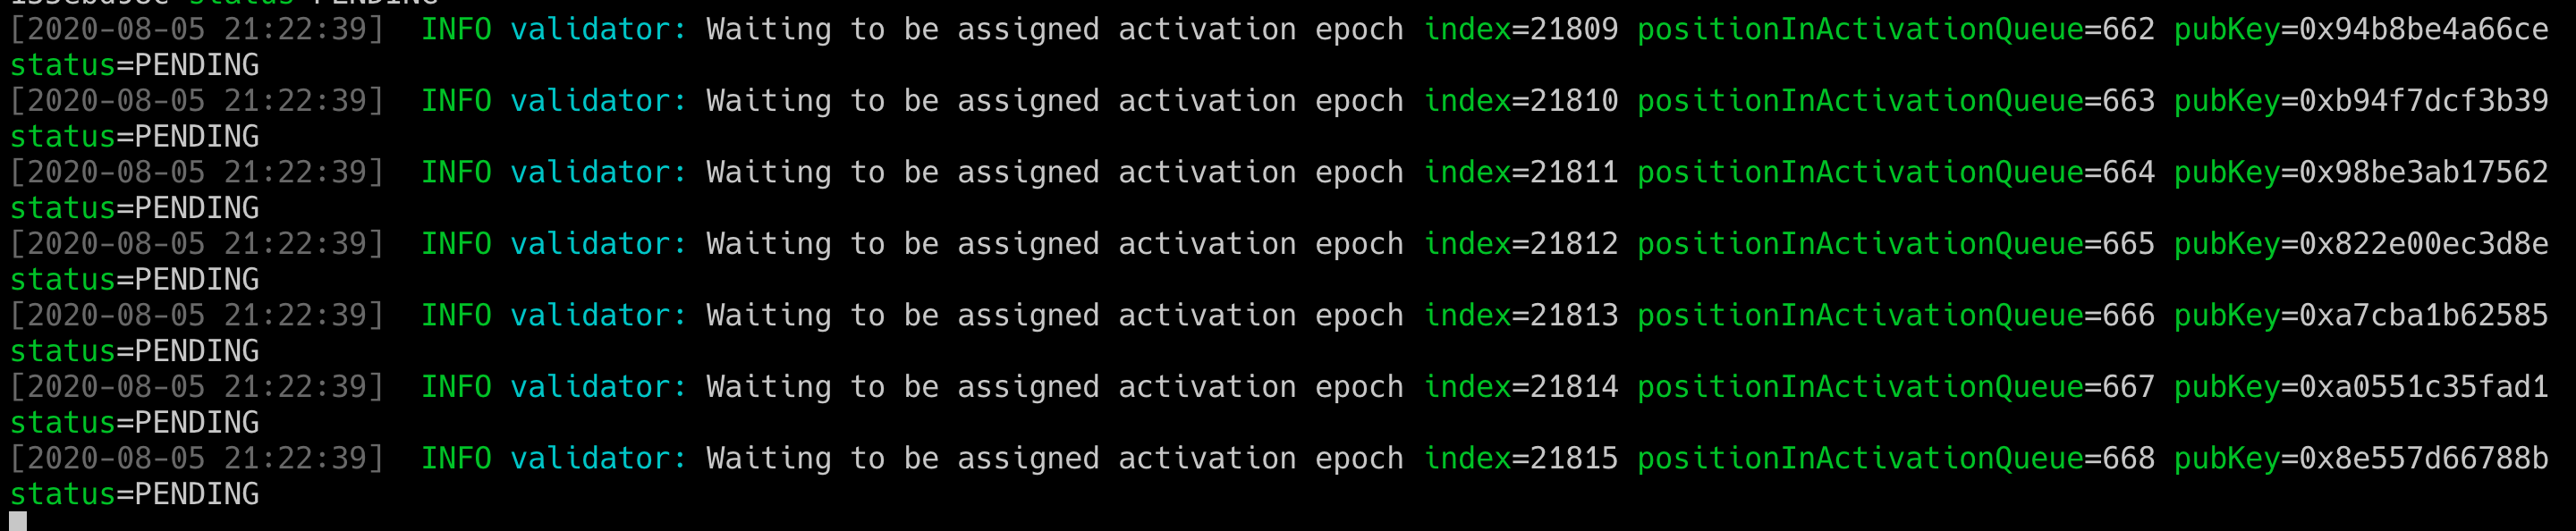 [2020-08-05 21:22:39]  INFO validator: Waiting to be assigned activation epoch index=21809 positionInActivationQueue=662 pubKey=0x94b8be4a66ce
status=PENDING
[2020-08-05 21:22:39]  INFO validator: Waiting to be assigned activation epoch index=21810 positionInActivationQueue=663 pubKey=0xb94f7dcf3b39
status=PENDING
[2020-08-05 21:22:39]  INFO validator: Waiting to be assigned activation epoch index=21811 positionInActivationQueue=664 pubKey=0x98be3ab17562
status=PENDING
[2020-08-05 21:22:39]  INFO validator: Waiting to be assigned activation epoch index=21812 positionInActivationQueue=665 pubKey=0x822e00ec3d8e
status=PENDING
[2020-08-05 21:22:39]  INFO validator: Waiting to be assigned activation epoch index=21813 positionInActivationQueue=666 pubKey=0xa7cba1b62585
status=PENDING
[2020-08-05 21:22:39]  INFO validator: Waiting to be assigned activation epoch index=21814 positionInActivationQueue=667 pubKey=0xa0551c35fad1
status=PENDING
[2020-08-05 21:22:39]  INFO validator: Waiting to be assigned activation epoch index=21815 positionInActivationQueue=668 pubKey=0x8e557d66788b
status=PENDING